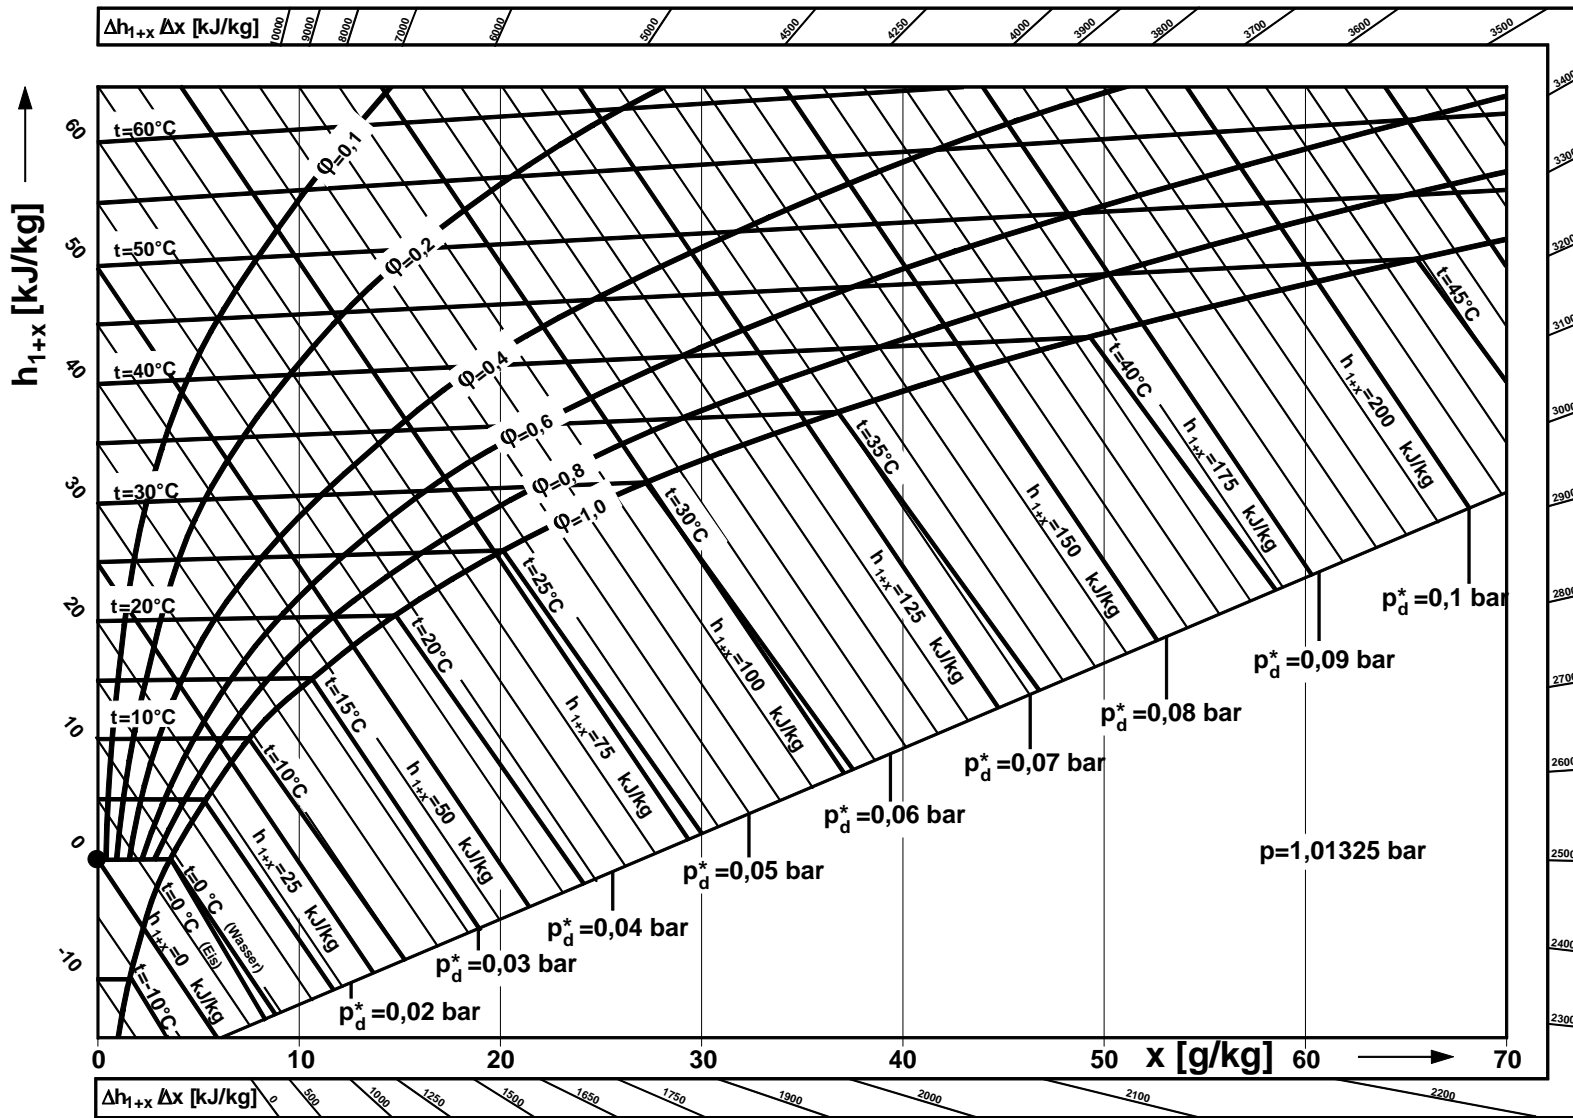 Δh1+x/Δx [kJ/kg] 10000 9000 8000 7000 6000 5000 4500 4250 4000 3900 3800 3700 3600 3500
3400
3300
3200
3100
3000
2900
2800
2700
2600
2500
2400
2300
h1+x [kJ/kg]
60
50
40
30
20
10
0
-10
t=60°C
t=50°C
t=40°C
t=30°C
t=20°C
t=10°C
φ=0,1
φ=0,2
φ=0,4
φ=0,6
φ=0,8
φ=1,0
t=45°C
t=40°C
t=35°C
t=30°C
t=25°C
t=20°C
t=15°C
t=10°C
t=0 °C (Wasser)
t=0 °C (Eis)
t=-10°C
h1+x=0 kJ/kg
h1+x=25 kJ/kg
h1+x=50 kJ/kg
h1+x=75 kJ/kg
h1+x=100 kJ/kg
h1+x=125 kJ/kg
h1+x=150 kJ/kg
h1+x=175 kJ/kg
h1+x=200 kJ/kg
p*d=0,1 bar
p*d=0,09 bar
p*d=0,08 bar
p*d=0,07 bar
p*d=0,06 bar
p*d=0,05 bar
p*d=0,04 bar
p*d=0,03 bar
p*d=0,02 bar
p=1,01325 bar
0 10 20 30 40 50 x [g/kg] 60 70
Δh1+x/Δx [kJ/kg] 0 500 1000 1250 1500 1650 1750 1900 2000 2100 2200